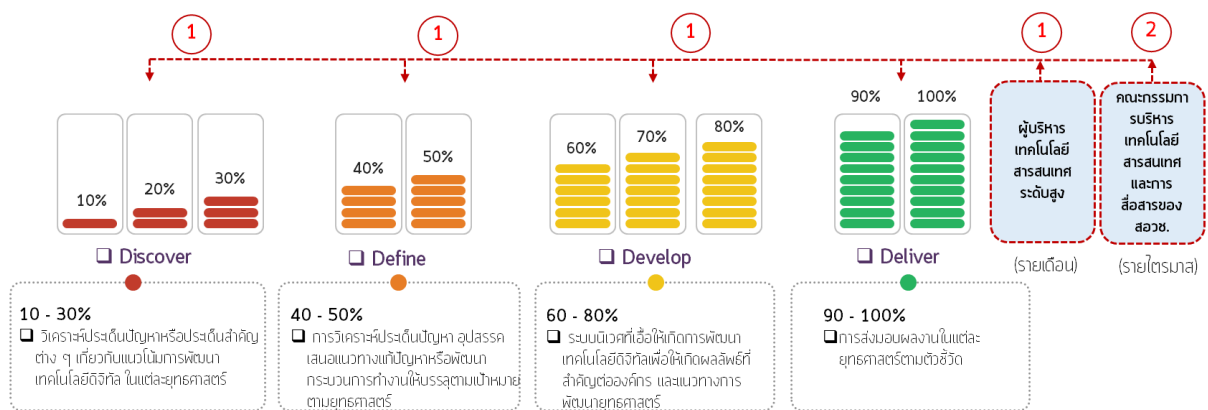 1
1
1
1
2
10%
20%
30%
40%
50%
60%
70%
80%
90%
100%
ผู้บริหาร
เทคโนโลยี
สารสนเทศ
ระดับสูง
คณะกรรมกา
รบริหาร
เทคโนโลยี
สารสนเทศ
และการ
สื่อสารของ
สอวช.
❑ Discover
❑ Define
❑ Develop
❑ Deliver
(รายเดือน)
(รายไตรมาส)
10 - 30%
❑ วิเคราะห์ประเด็นปัญหาหรือประเด็นสำคัญ
ต่าง ๆ เกี่ยวกับแนวโน้มการพัฒนา
เทคโนโลยีดิจิทัล ในแต่ละยุทธศาสตร์
40 - 50%
❑ การวิเคราะห์ประเด็นปัญหา อุปสรรค
เสนอแนวทางแก้ปัญหาหรือพัฒนา
กระบวนการทำงานให้บรรลุตามเป้าหมาย
ตามยุทธศาสตร์
60 - 80%
❑ ระบบนิเวศที่เอื้อให้เกิดการพัฒนา
เทคโนโลยีดิจิทัลเพื่อให้เกิดผลลัพธ์ที่
สำคัญต่อองค์กร และแนวทางการ
พัฒนายุทธศาสตร์
90 - 100%
❑ การส่งมอบผลงานในแต่ละ
ยุทธศาสตร์ตามตัวชี้วัด